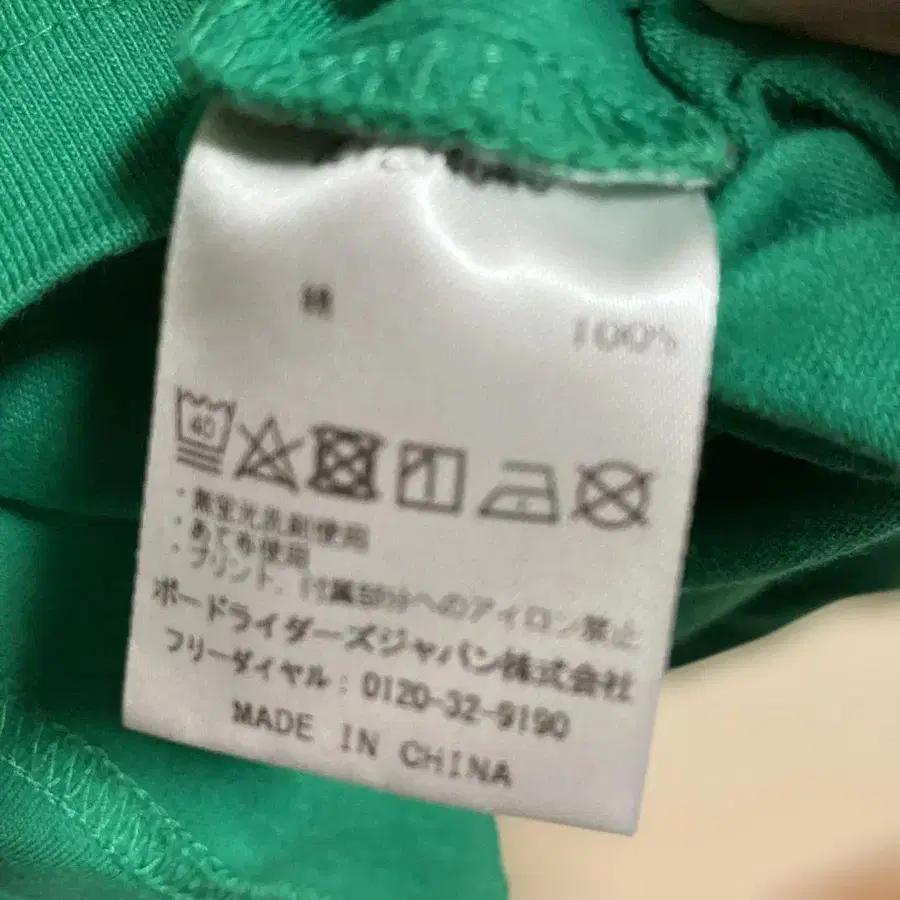 綿 100%
40
・無蛍光洗剤使用
・あて布使用
・プリント、付属部分へのアイロン禁止
ボードライダーズジャパン株式会社
フリーダイヤル：0120-32-9190
MADE IN CHINA